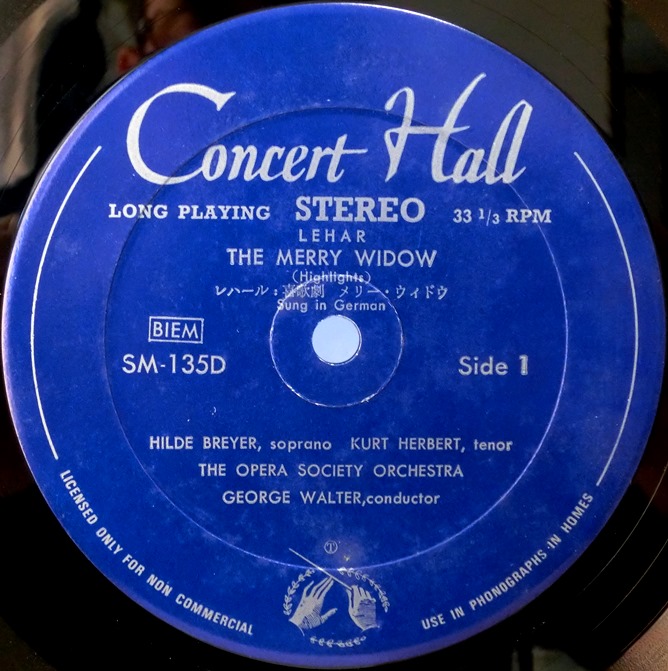 Concert Hall
LONG PLAYING STEREO 33 1/3 RPM
LEHAR
THE MERRY WIDOW
(Highlights)
レハール：喜歌劇 メリー・ウィドウ
Sung in German
BIEM
SM-135D Side 1
HILDE BREYER, soprano KURT HERBERT, tenor
THE OPERA SOCIETY ORCHESTRA
GEORGE WALTER,conductor
LICENSED ONLY FOR NON COMMERCIAL USE IN PHONOGRAPHS IN HOMES